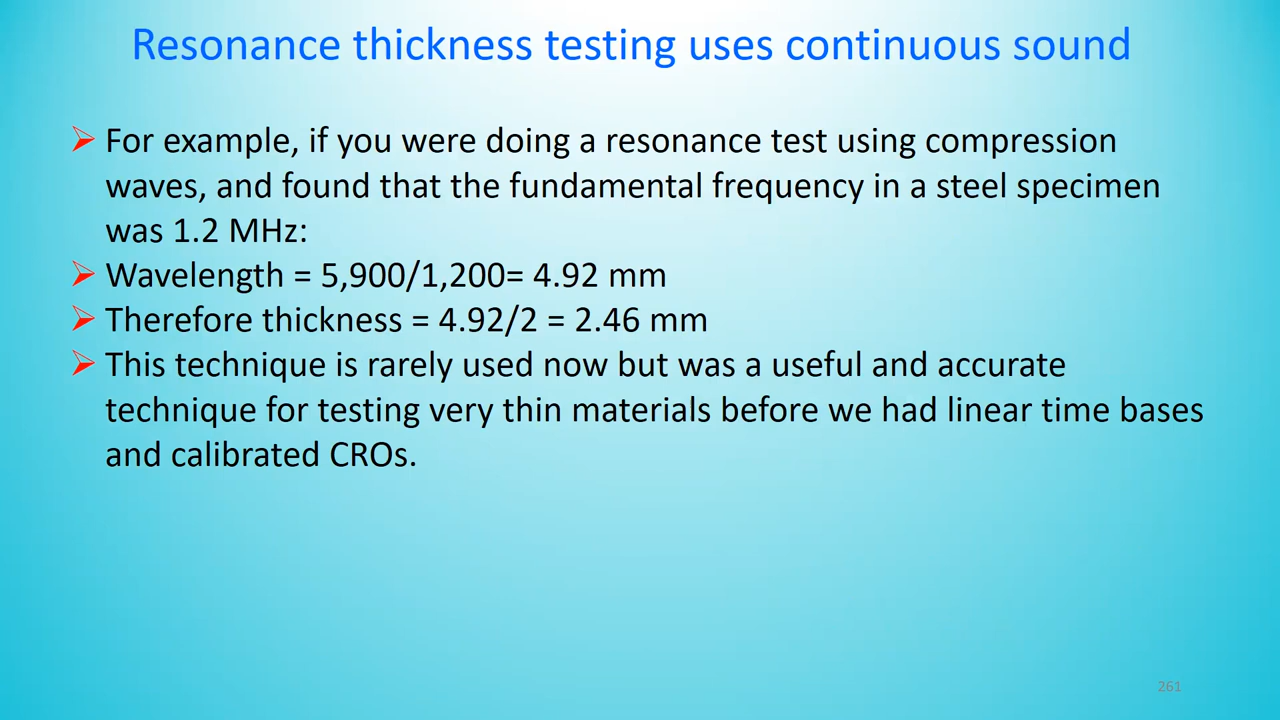 Resonance thickness testing uses continuous sound
For example, if you were doing a resonance test using compression
waves, and found that the fundamental frequency in a steel specimen
was 1.2 MHz:
Wavelength = 5,900/1,200= 4.92 mm
Therefore thickness = 4.92/2 = 2.46 mm
This technique is rarely used now but was a useful and accurate
technique for testing very thin materials before we had linear time bases
and calibrated CROs.
261